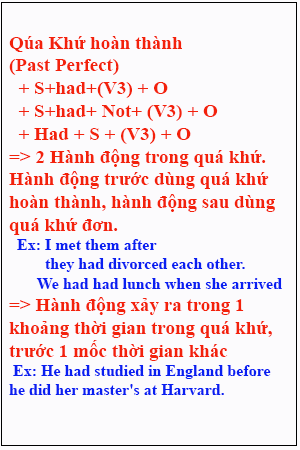 Qúa Khứ hoàn thành
(Past Perfect)
+ S+had+(V3) + O
+ S+had+ Not+ (V3) + O
+ Had + S + (V3) + O
=> 2 Hành động trong quá khứ.
Hành động trước dùng quá khứ
hoàn thành, hành động sau dùng
quá khứ đơn.
Ex: I met them after
they had divorced each other.
We had had lunch when she arrived
=> Hành động xảy ra trong 1
khoảng thời gian trong quá khứ,
trước 1 mốc thời gian khác
Ex: He had studied in England before
he did her master's at Harvard.